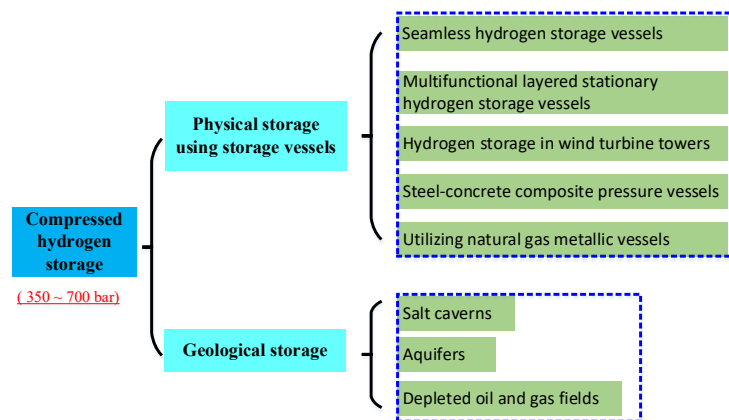 Compressed
hydrogen
storage
( 350 ~ 700 bar)
Physical storage
using storage vessels
Seamless hydrogen storage vessels
Multifunctional layered stationary
hydrogen storage vessels
Hydrogen storage in wind turbine towers
Steel-concrete composite pressure vessels
Utilizing natural gas metallic vessels
Geological storage
Salt caverns
Aquifers
Depleted oil and gas fields